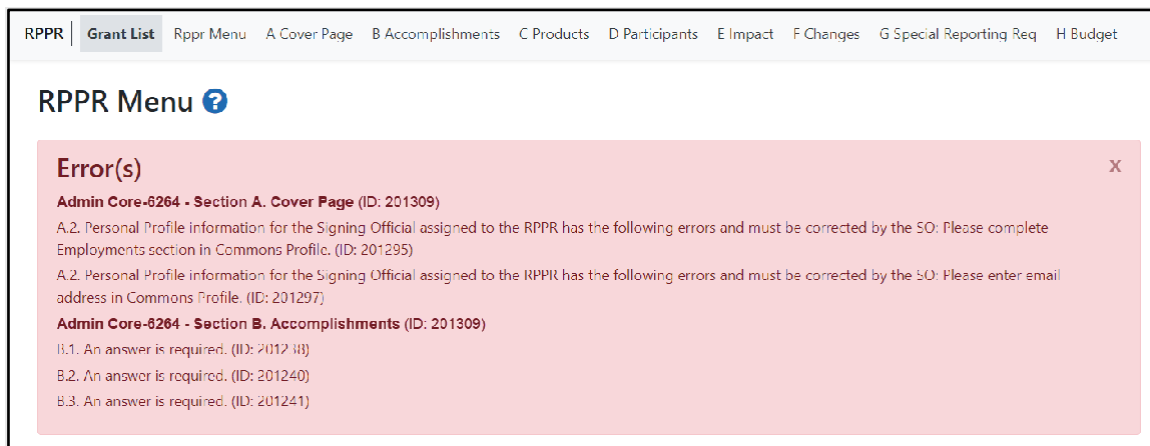 RPPR Grant List Rppr Menu A Cover Page B Accomplishments C Products D Participants E Impact F Changes G Special Reporting Req H Budget
RPPR Menu ?
Error(s) X
Admin Core-6264 - Section A. Cover Page (ID: 201309)
A.2. Personal Profile information for the Signing Official assigned to the RPPR has the following errors and must be corrected by the SO: Please complete
Employments section in Commons Profile. (ID: 201295)
A.2. Personal Profile information for the Signing Official assigned to the RPPR has the following errors and must be corrected by the SO: Please enter email
address in Commons Profile. (ID: 201297)
Admin Core-6264 - Section B. Accomplishments (ID: 201309)
B.1. An answer is required. (ID: 201238)
B.2. An answer is required. (ID: 201240)
B.3. An answer is required. (ID: 201241)